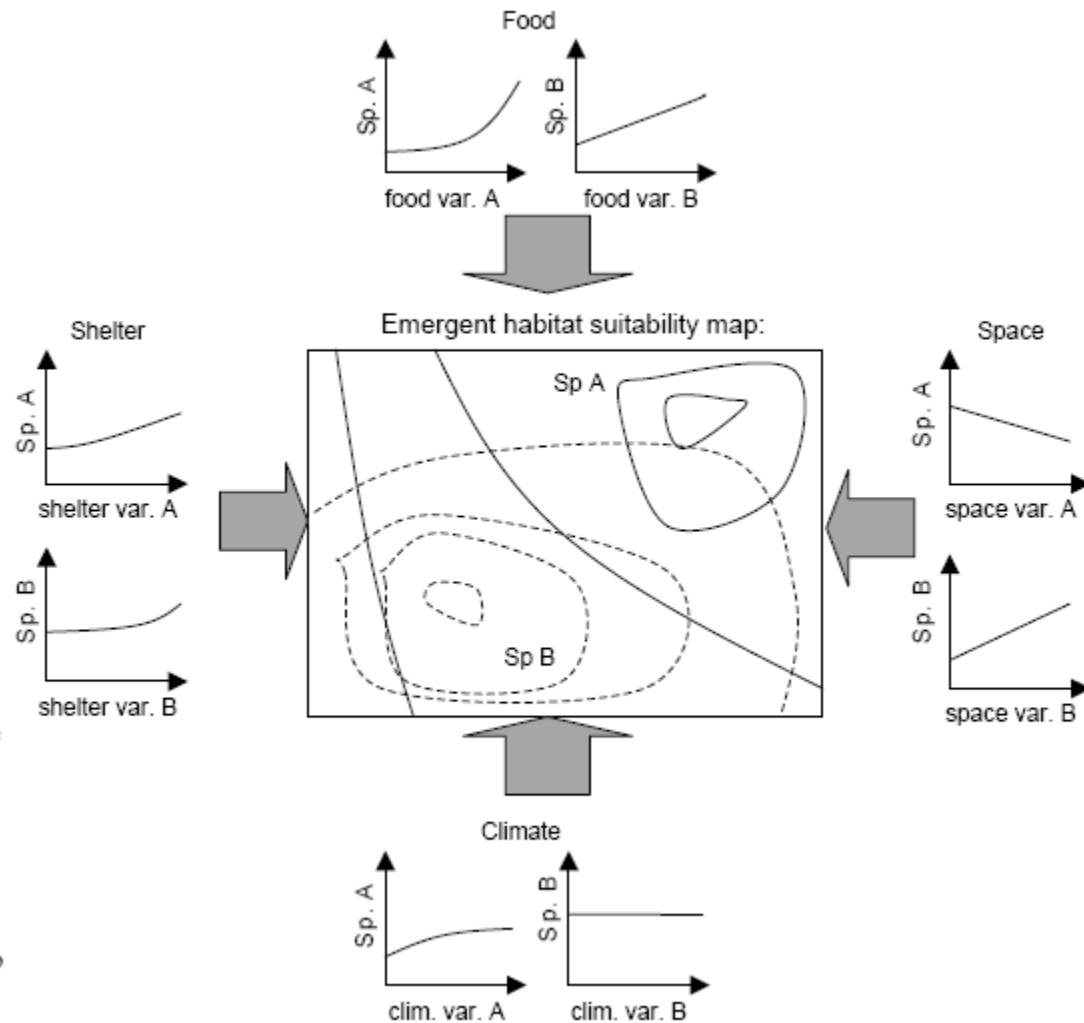 Food
Sp. A
Sp. B
food var. A
food var. B
Shelter
Emergent habitat suitability map:
Space
Sp. A
Sp A
Sp. A
shelter var. A
space var. A
Sp. B
Sp B
Sp. B
shelter var. B
space var. B
Climate
Sp. A
Sp. B
clim. var. A
clim. var. B